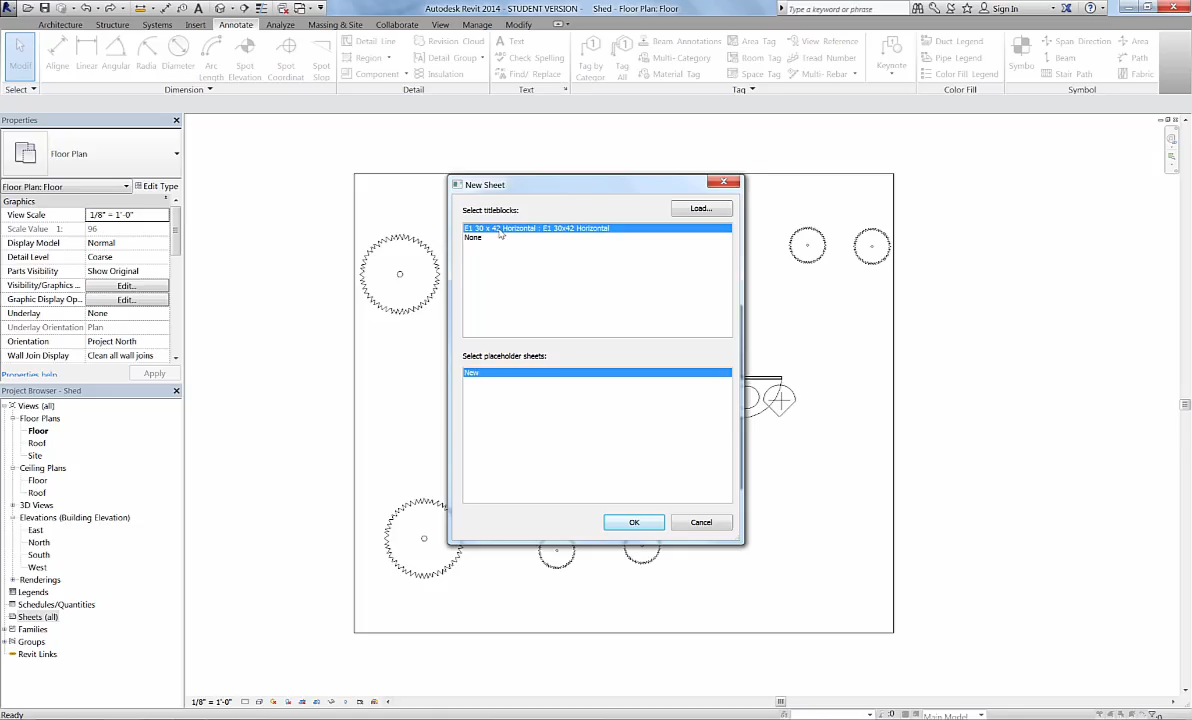 Autodesk Revit 2014 - STUDENT VERSION - Shed - Floor Plan: Floor
Type a keyword or phrase
Sign In
Architecture Structure Systems Insert Annotate Analyze Massing & Site Collaborate View Manage Modify
Modify
Aligned Linear Angular Radial Diameter Arc Length Spot Elevation Spot Coordinate Spot Slope
Detail Line Revision Cloud
Region Detail Group
Component Insulation
Text
Check Spelling
Find/ Replace
Tag by Category Tag All
Beam Annotations Area Tag View Reference
Multi-Category Room Tag Tread Number
Material Tag Space Tag Multi-Rebar
Keynote
Duct Legend
Pipe Legend
Color Fill Legend
Symbol
Span Direction Area
Beam Path
Stair Path Fabric
Select Dimension Detail Text Tag Color Fill Symbol
Properties
Floor Plan
Floor Plan: Floor Edit Type
Graphics
View Scale 1/8" = 1'-0"
Scale Value 1: 96
Display Model Normal
Detail Level Coarse
Parts Visibility Show Original
Visibility/Graphics ... Edit...
Graphic Display Op... Edit...
Underlay None
Underlay Orientation Plan
Orientation Project North
Wall Join Display Clean all wall joins
Properties help Apply
Project Browser - Shed
Views (all)
Floor Plans
Floor
Roof
Site
Ceiling Plans
Floor
Roof
3D Views
Elevations (Building Elevation)
East
North
South
West
Renderings
Legends
Schedules/Quantities
Sheets (all)
Families
Groups
Revit Links
New Sheet
Select titleblocks: Load...
E1 30 x 42 Horizontal : E1 30x42 Horizontal
None
Select placeholder sheets:
New
OK Cancel
1/8" = 1'-0"
Ready
:0 Main Model